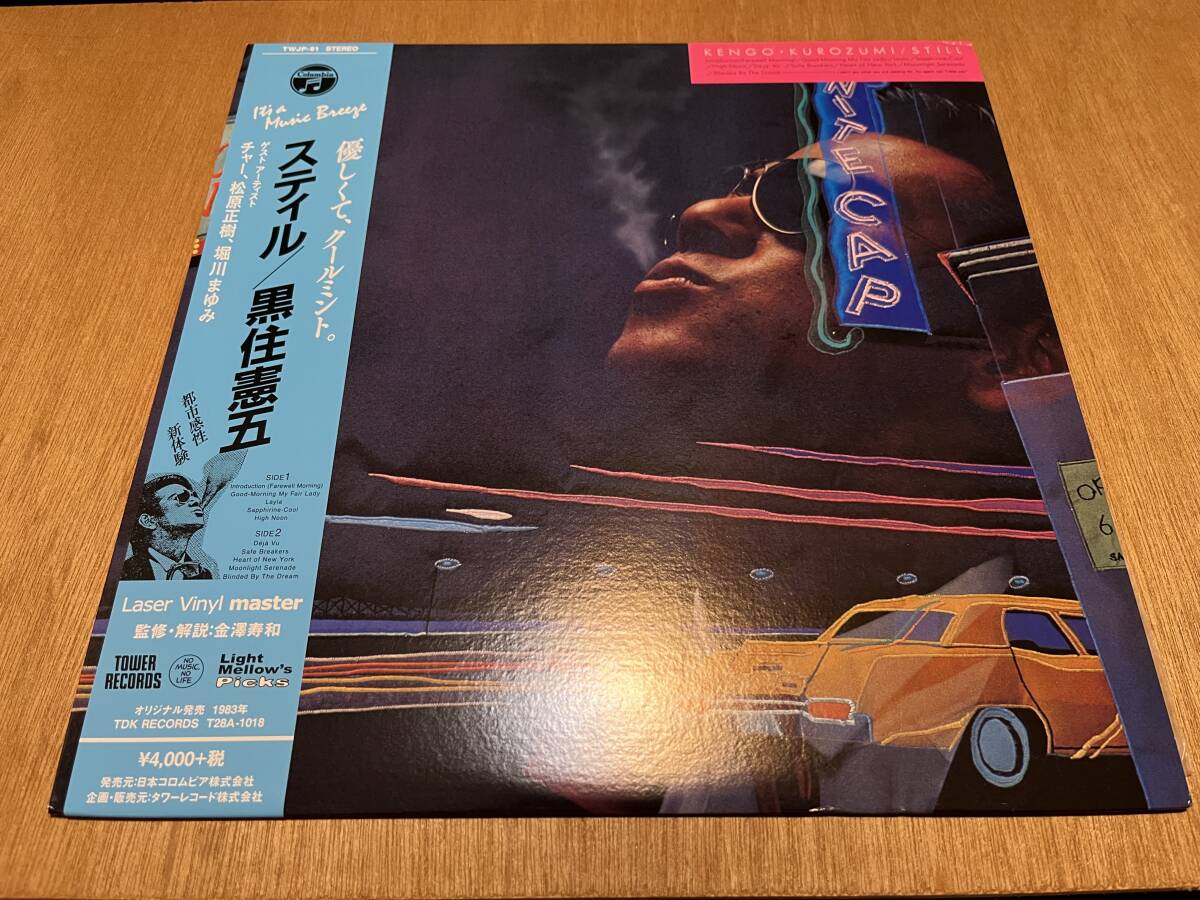 TWJP-81 STEREO
Columbia
It's a
Music Breeze
優しくて、クールミント。
スティル/黒住憲五
ゲスト アーティスト
チャー、松原正樹、堀川まゆみ
都市感性
新体験
SIDE1
Introduction (Farewell Morning)
Good-Morning My Fair Lady
Layla
Sapphirine-Cool
High Noon
SIDE2
Déjà Vu
Safe Breakers
Heart of New York
Moonlight Serenade
Blinded By The Dream
Laser Vinyl master
監修・解説:金澤寿和
TOWER
RECORDS
NO
MUSIC,
NO
LIFE
Light
Mellow's
Picks
オリジナル発売 1983年
TDK RECORDS T28A-1018
¥4,000+税
発売元:日本コロムビア株式会社
企画・販売元:タワーレコード株式会社
KENGO・KUROZUMI/STILL
NITE CAP
6
SA